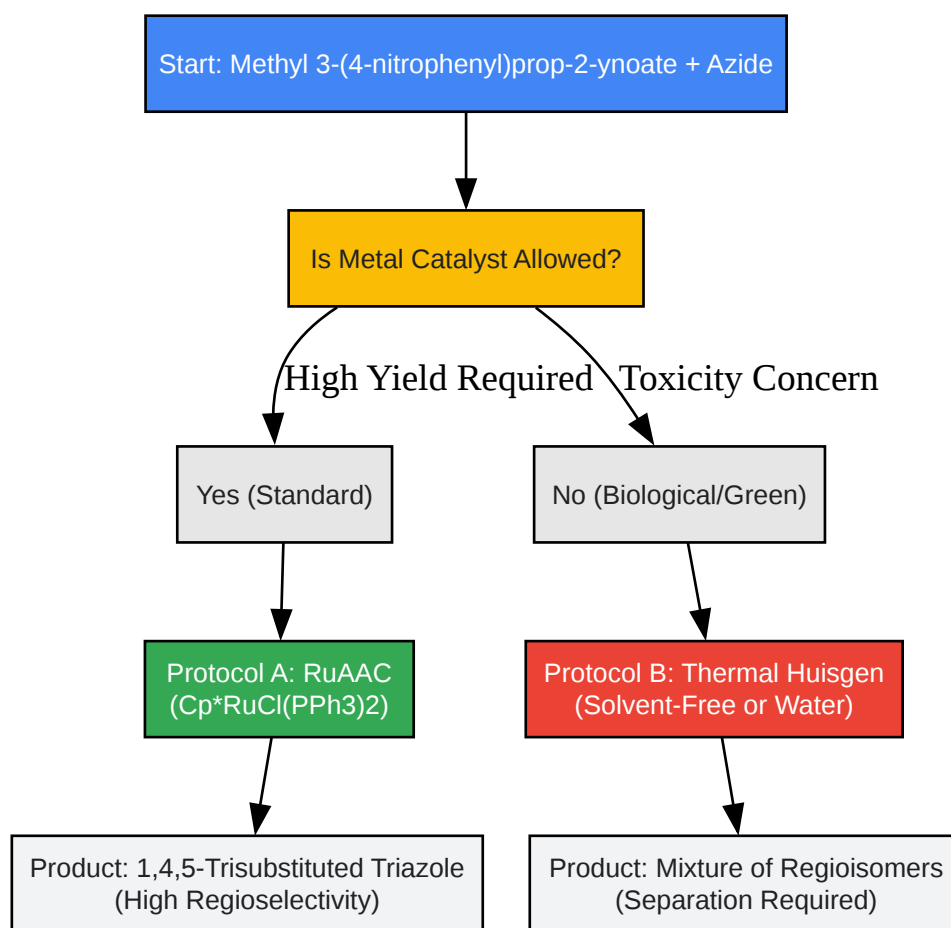 Start: Methyl 3-(4-nitrophenyl)prop-2-ynoate + Azide
Is Metal Catalyst Allowed?
High Yield Required
Toxicity Concern
Yes (Standard)
No (Biological/Green)
Protocol A: RuAAC
(Cp*RuCl(PPh3)2)
Protocol B: Thermal Huisgen
(Solvent-Free or Water)
Product: 1,4,5-Trisubstituted Triazole
(High Regioselectivity)
Product: Mixture of Regioisomers
(Separation Required)